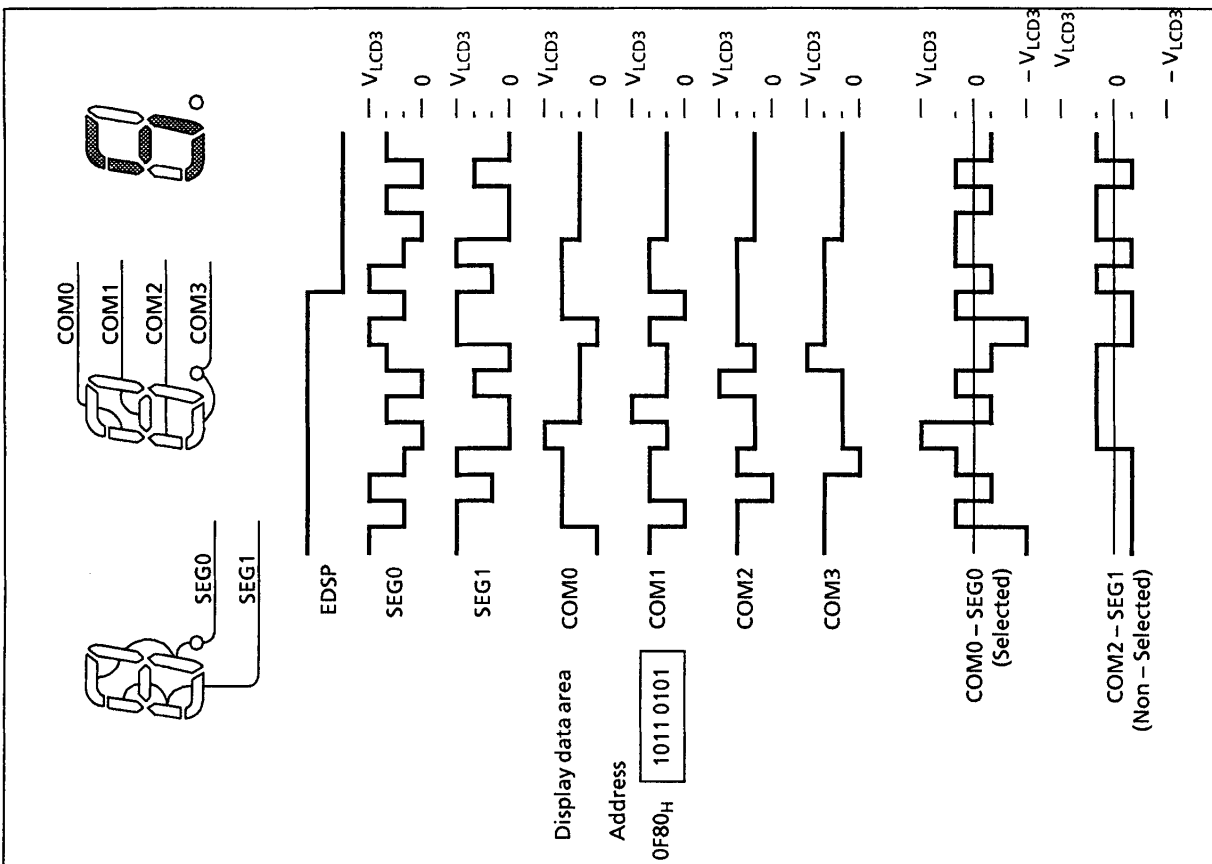 COM0
COM1
COM2
COM3
SEG0
SEG1
EDSP
SEG0
VLCD3
0
SEG1
VLCD3
0
Display data area
COM0
VLCD3
0
Address
0F80H
1011 0101
COM1
VLCD3
0
COM2
VLCD3
0
COM3
VLCD3
0
COM0 – SEG0
(Selected)
VLCD3
0
– VLCD3
COM2 – SEG1
(Non – Selected)
VLCD3
0
– VLCD3